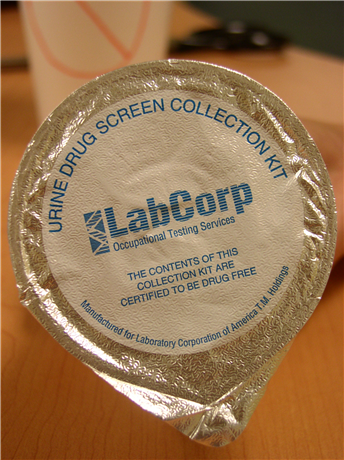 URINE DRUG SCREEN COLLECTION KIT
LabCorp
Occupational Testing Services
THE CONTENTS OF THIS
COLLECTION KIT ARE
CERTIFIED TO BE DRUG FREE
Manufactured for Laboratory Corporation of America T.M. Holdings